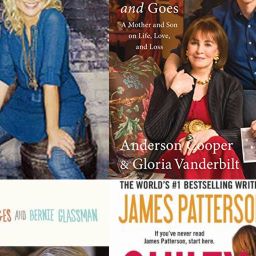 and Goes
A Mother and Son
on Life, Love,
and Loss
Anderson Cooper
& Gloria Vanderbilt
GES AND BERNIE GLASSMAN
THE WORLD'S #1 BESTSELLING WRIT
JAMES PATTERSON
If you've never read
James Patterson, start here.